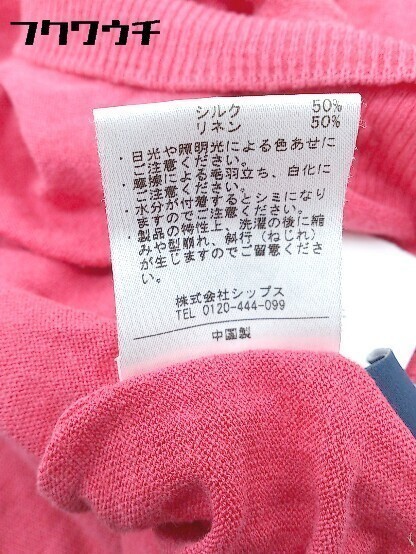 フクワウチ
シルク 50%
リネン 50%
・日光や照明光による色あせに
ご注意ください。
・摩擦による毛羽立ち、白化に
ご注意ください。
・水分が付着するとシミになり
ますのでご注意ください。
・製品の特性上、洗濯の後に縮
みや型崩れ、斜行(ねじれ)
が生じますのでご留意くださ
い。
株式会社シップス
TEL 0120-444-099
中国製